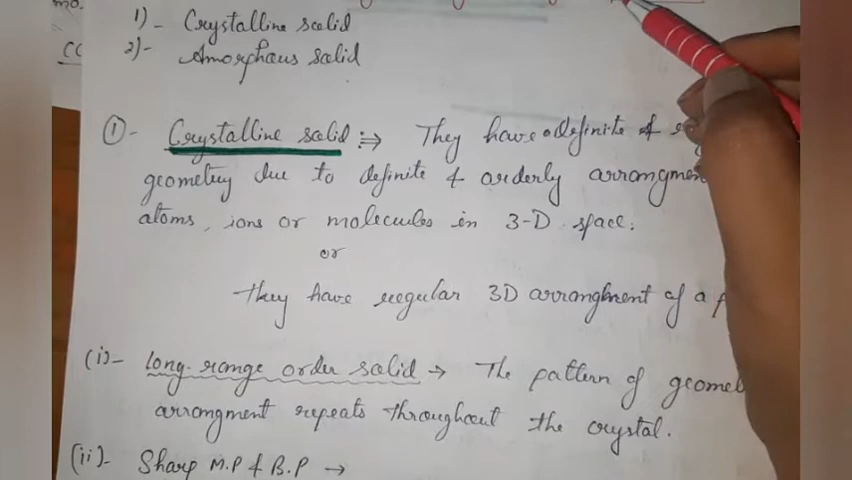 1)- Crystalline solid
2)- Amorphous solid
①- Crystalline solid :⇒ They have a definite &
geometry due to definite & orderly arrangmen
atoms, ions or molecules in 3-D space.
or
They have regular 3D arrangment of a
(i)- Long-range order solid → The pattern of geomet
arrangment repeats throughout the crystal.
(ii)- Sharp M.P & B.P →